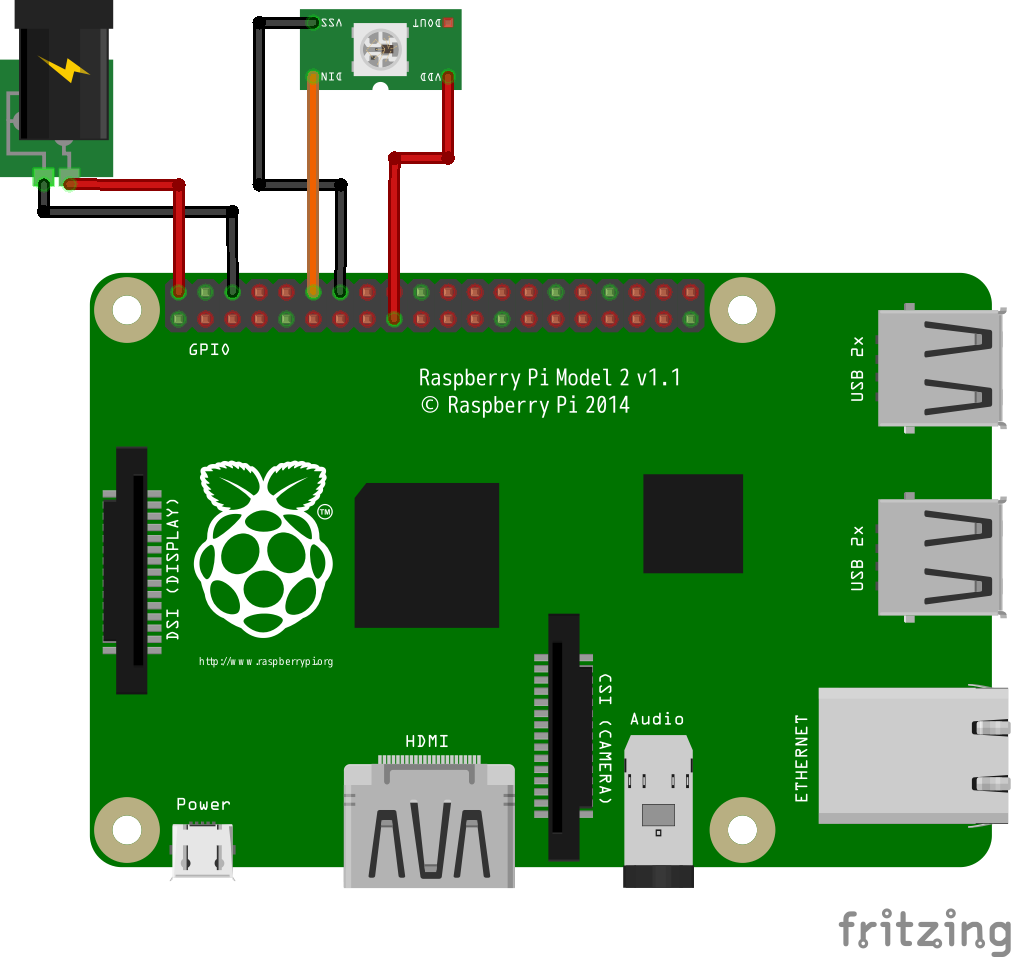 VSS
DOUT
DIN
VDD
GPIO
Raspberry Pi Model 2 v1.1
© Raspberry Pi 2014
USB 2x
USB 2x
DSI (DISPLAY)
TM
http://www.raspberrypi.org
CSI (CAMERA)
Audio
HDMI
ETHERNET
Power
fritzing